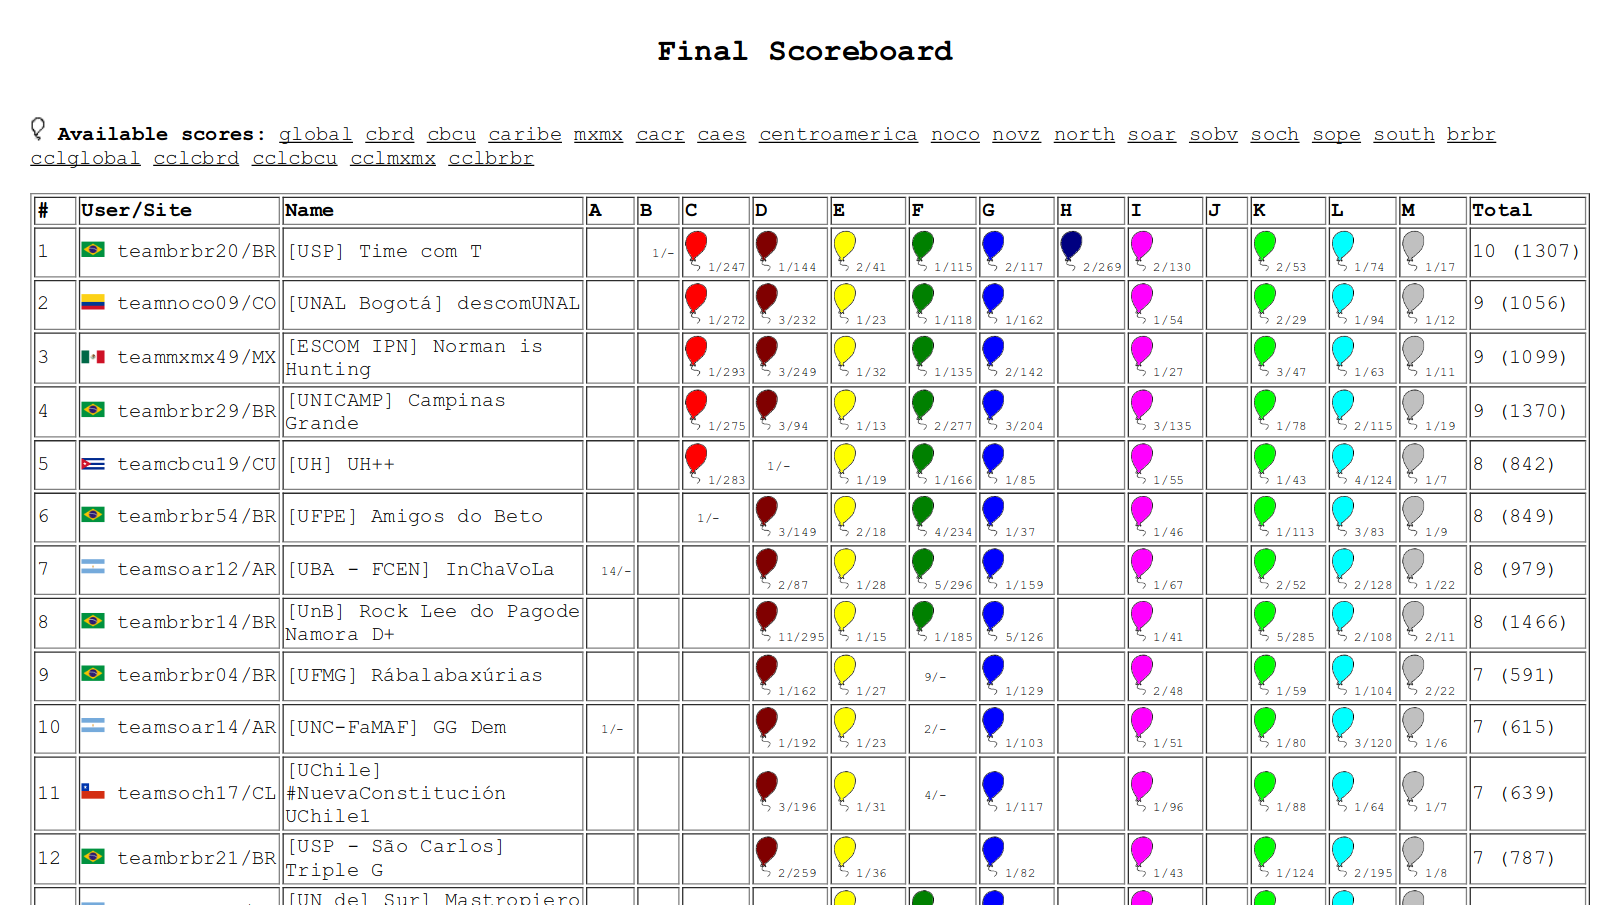 Final Scoreboard
Available scores: global cbrd cbcu caribe mxmx cacr caes centroamerica noco novz north soar sobv soch sope south brbr
cclglobal cclcbrd cclcbcu cclmxmx cclbrbr
# User/Site Name A B C D E F G H I J K L M Total
1 teambrbr20/BR [USP] Time com T 1/- 1/247 1/144 2/41 1/115 2/117 2/269 2/130 2/53 1/74 1/17 10 (1307)
2 teamnoco09/CO [UNAL Bogotá] descomUNAL 1/272 3/232 1/23 1/118 1/162 1/54 2/29 1/94 1/12 9 (1056)
3 teammxmx49/MX [ESCOM IPN] Norman is
Hunting 1/293 3/249 1/32 1/135 2/142 1/27 3/47 1/63 1/11 9 (1099)
4 teambrbr29/BR [UNICAMP] Campinas
Grande 1/275 3/94 1/13 2/277 3/204 3/135 1/78 2/115 1/19 9 (1370)
5 teamcbcu19/CU [UH] UH++ 1/283 1/- 1/19 1/166 1/85 1/55 1/43 4/124 1/7 8 (842)
6 teambrbr54/BR [UFPE] Amigos do Beto 1/- 3/149 2/18 4/234 1/37 1/46 1/113 3/83 1/9 8 (849)
7 teamsoar12/AR [UBA - FCEN] InChaVoLa 14/- 2/87 1/28 5/296 1/159 1/67 2/52 2/128 1/22 8 (979)
8 teambrbr14/BR [UnB] Rock Lee do Pagode
Namora D+ 11/295 1/15 1/185 5/126 1/41 5/285 2/108 2/11 8 (1466)
9 teambrbr04/BR [UFMG] Rábalabaxúrias 1/162 1/27 9/- 1/129 2/48 1/59 1/104 2/22 7 (591)
10 teamsoar14/AR [UNC-FaMAF] GG Dem 1/- 1/192 1/23 2/- 1/103 1/51 1/80 3/120 1/6 7 (615)
11 teamsoch17/CL [UChile]
#NuevaConstitución
UChile1 3/196 1/31 4/- 1/117 1/96 1/88 1/64 1/7 7 (639)
12 teambrbr21/BR [USP - São Carlos]
Triple G 2/259 1/36 1/82 1/43 1/124 2/195 1/8 7 (787)
[UN del Sur] Mastropiero